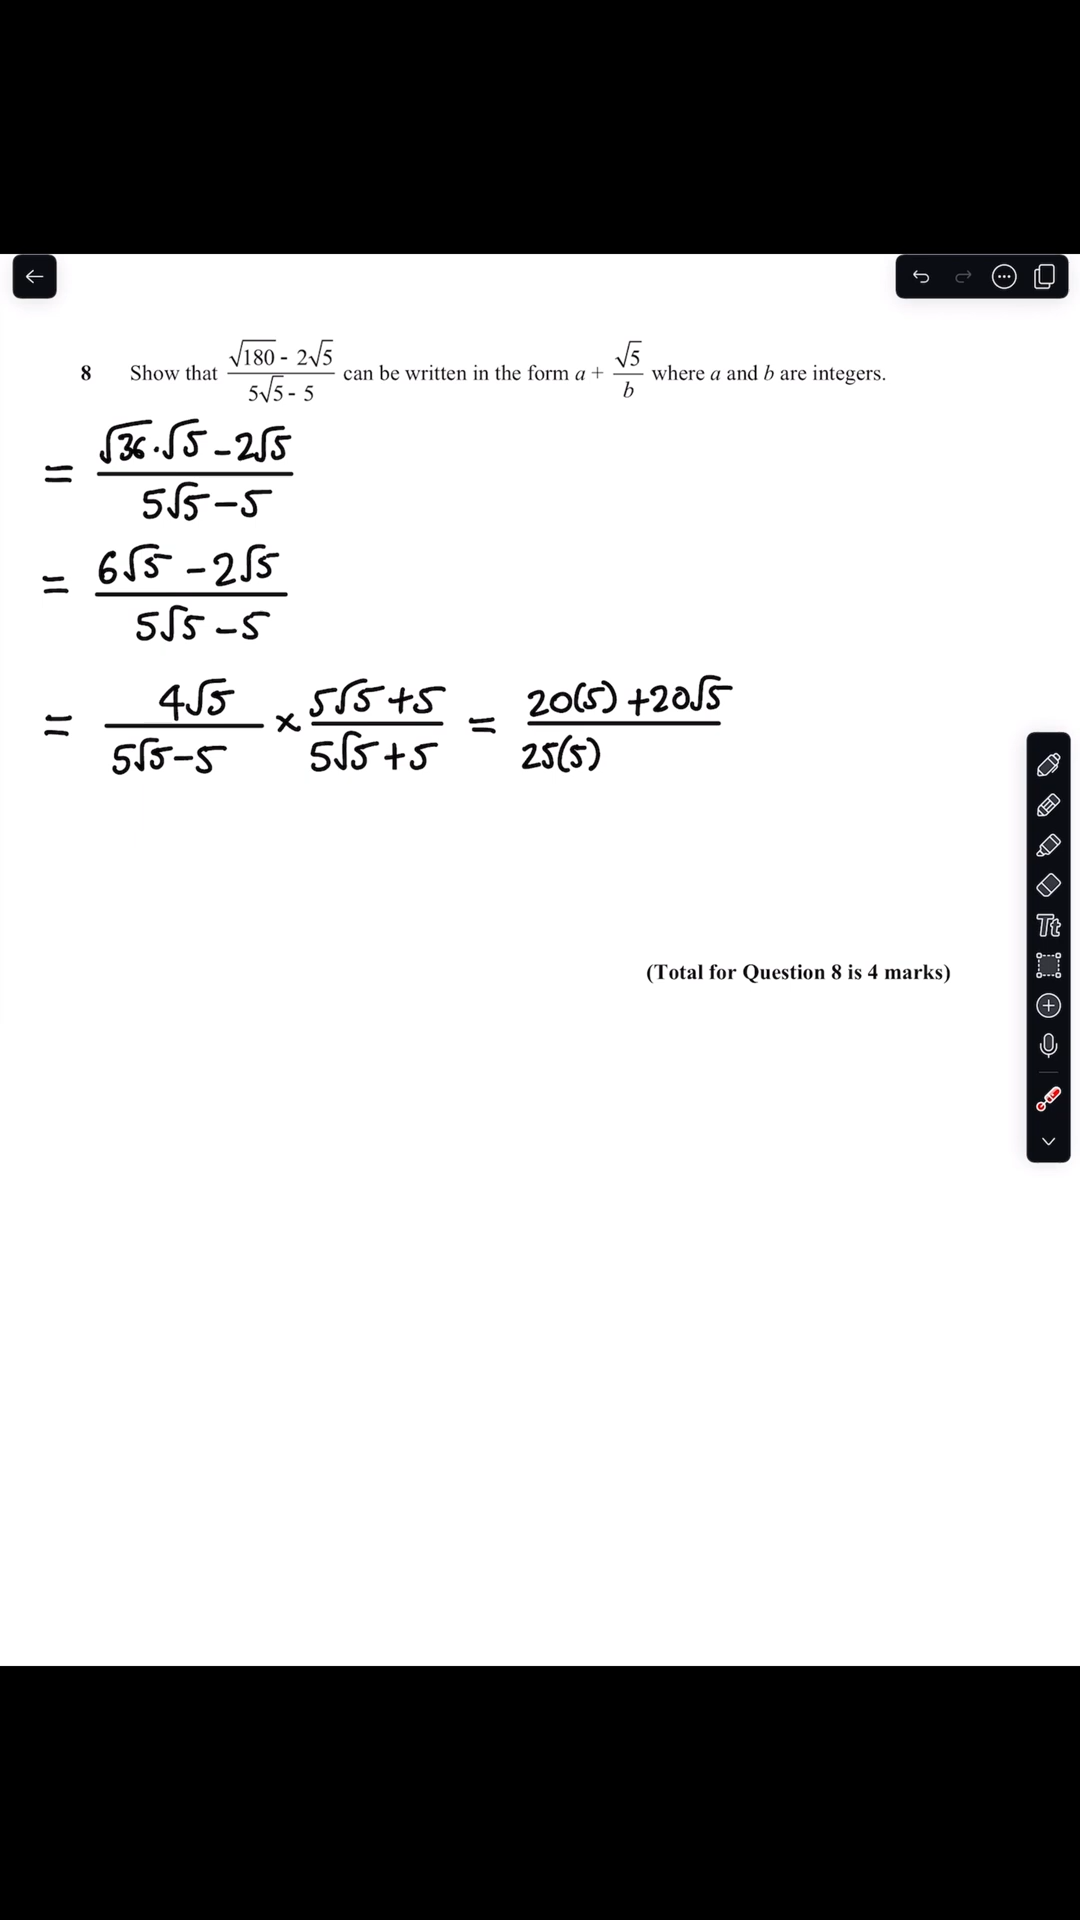 8 Show that (√180 - 2√5)/(5√5 - 5) can be written in the form a + √5/b where a and b are integers.
= (√36·√5 - 2√5)/(5√5 - 5)
= (6√5 - 2√5)/(5√5 - 5)
= 4√5/(5√5 - 5) × (5√5 + 5)/(5√5 + 5) = (20(5) + 20√5)/(25(5)
(Total for Question 8 is 4 marks)
Tt